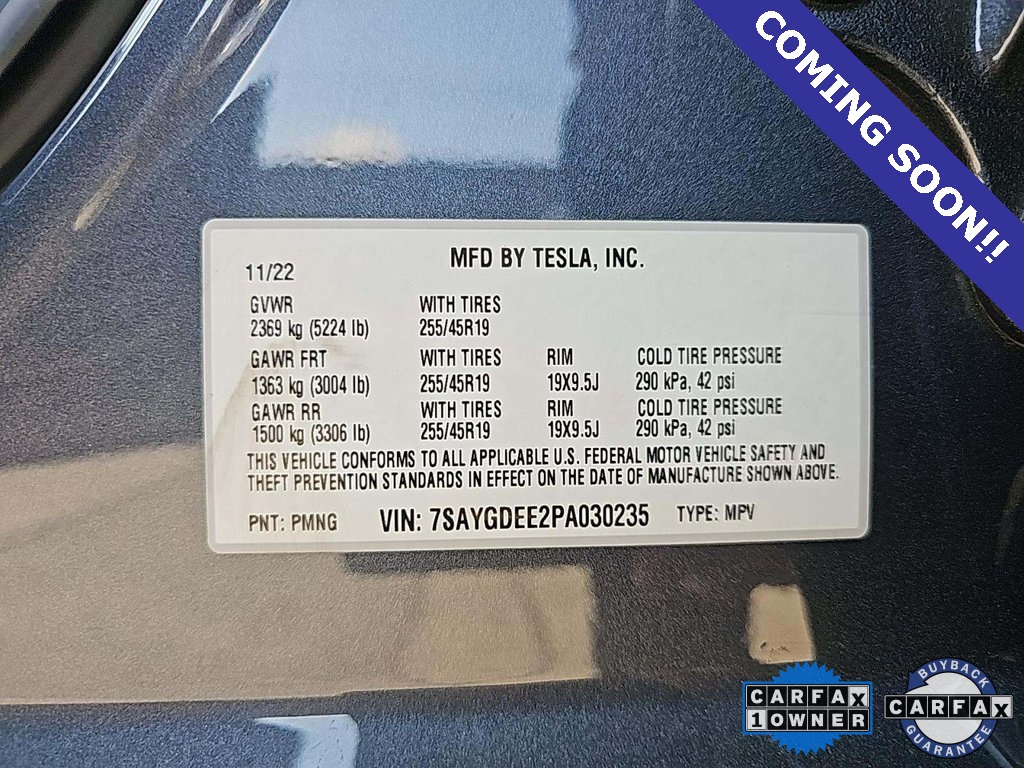 COMING SOON!!
MFD BY TESLA, INC.
11/22
GVWR WITH TIRES
2369 kg (5224 lb) 255/45R19
GAWR FRT WITH TIRES RIM COLD TIRE PRESSURE
1363 kg (3004 lb) 255/45R19 19X9.5J 290 kPa, 42 psi
GAWR RR WITH TIRES RIM COLD TIRE PRESSURE
1500 kg (3306 lb) 255/45R19 19X9.5J 290 kPa, 42 psi
THIS VEHICLE CONFORMS TO ALL APPLICABLE U.S. FEDERAL MOTOR VEHICLE SAFETY AND
THEFT PREVENTION STANDARDS IN EFFECT ON THE DATE OF MANUFACTURE SHOWN ABOVE.
PNT: PMNG VIN: 7SAYGDEE2PA030235 TYPE: MPV
CARFAX
1 OWNER
BUYBACK
CARFAX
GUARANTEE